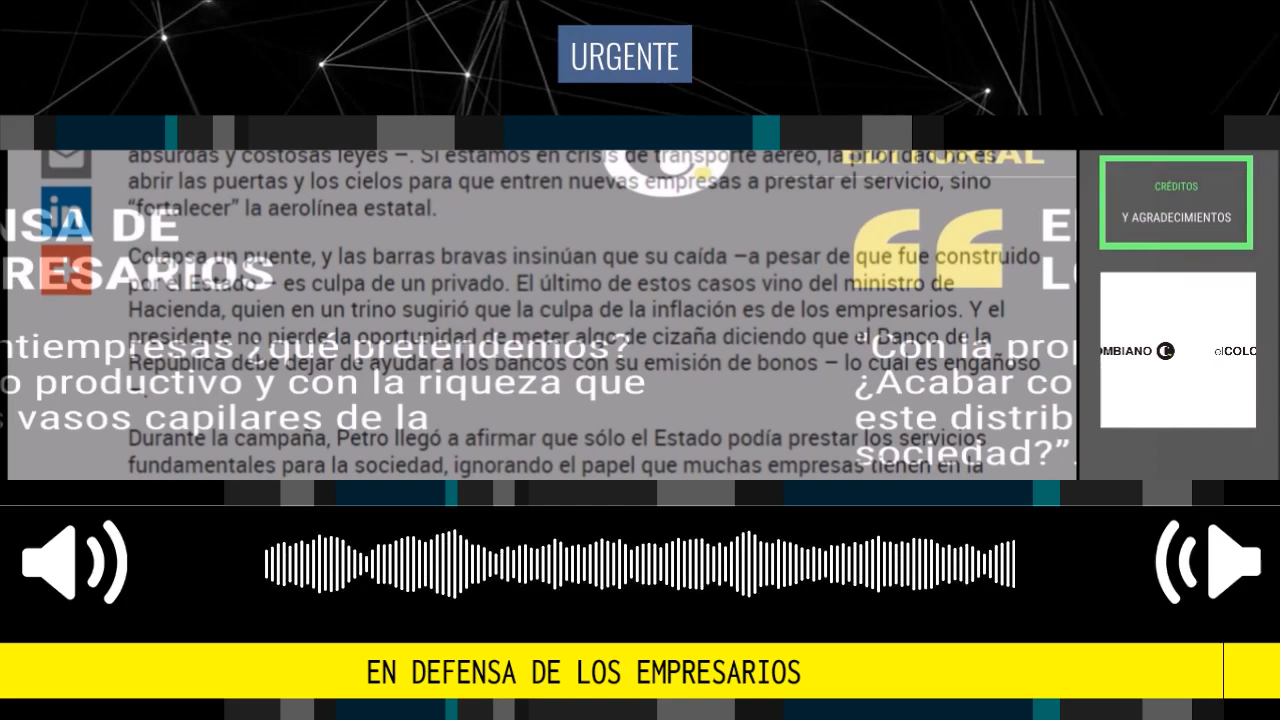 URGENTE
absurdas y costosas leyes –. Si estamos en crisis de transporte aéreo, la prioridad no es
abrir las puertas y los cielos para que entren nuevas empresas a prestar el servicio, sino
“fortalecer” la aerolínea estatal.
Colapsa un puente, y las barras bravas insinúan que su caída –a pesar de que fue construido
por el Estado – es culpa de un privado. El último de estos casos vino del ministro de
Hacienda, quien en un trino sugirió que la culpa de la inflación es de los empresarios. Y el
presidente no pierde la oportunidad de meter algo de cizaña diciendo que el Banco de la
República debe dejar de ayudar a los bancos con su emisión de bonos – lo cual es engañoso
–.
Durante la campaña, Petro llegó a afirmar que sólo el Estado podía prestar los servicios
fundamentales para la sociedad, ignorando el papel que muchas empresas tienen en la
EDITORIAL
NSA DE
RESARIOS
ntiempresas ¿qué pretendemos?
o productivo y con la riqueza que
vasos capilares de la
“
E
LO
“Con la prop
¿Acabar co
este distrib
sociedad?”.
in
CRÉDITOS
Y AGRADECIMIENTOS
OMBIANO C
elCOLO
EN DEFENSA DE LOS EMPRESARIOS